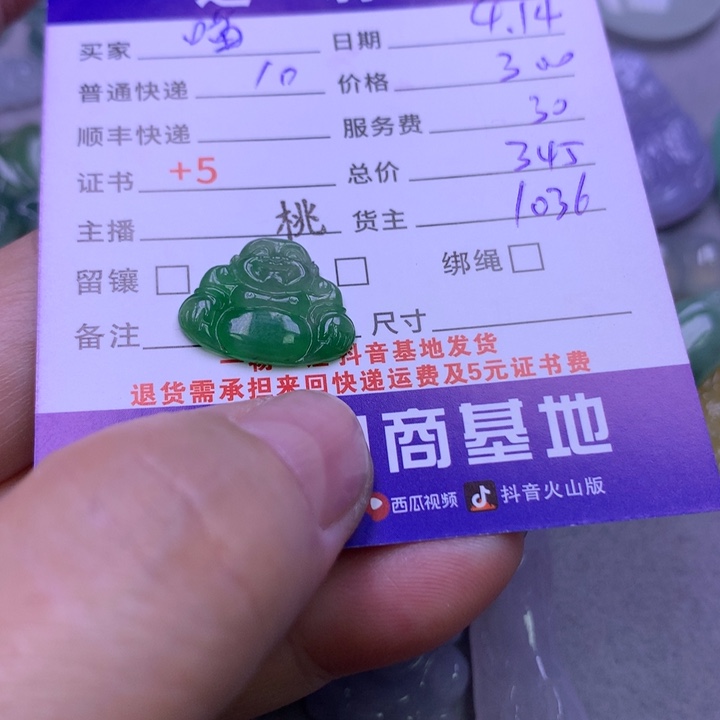 买家 喵 日期 4.14
普通快递 10 价格 300
顺丰快递 服务费 30
证书 +5 总价 345
主播 桃 货主 1036
留镶 绑绳
备注 尺寸
抖音基地发货
退货需承担来回快递运费及5元证书费
商基地
西瓜视频 抖音火山版